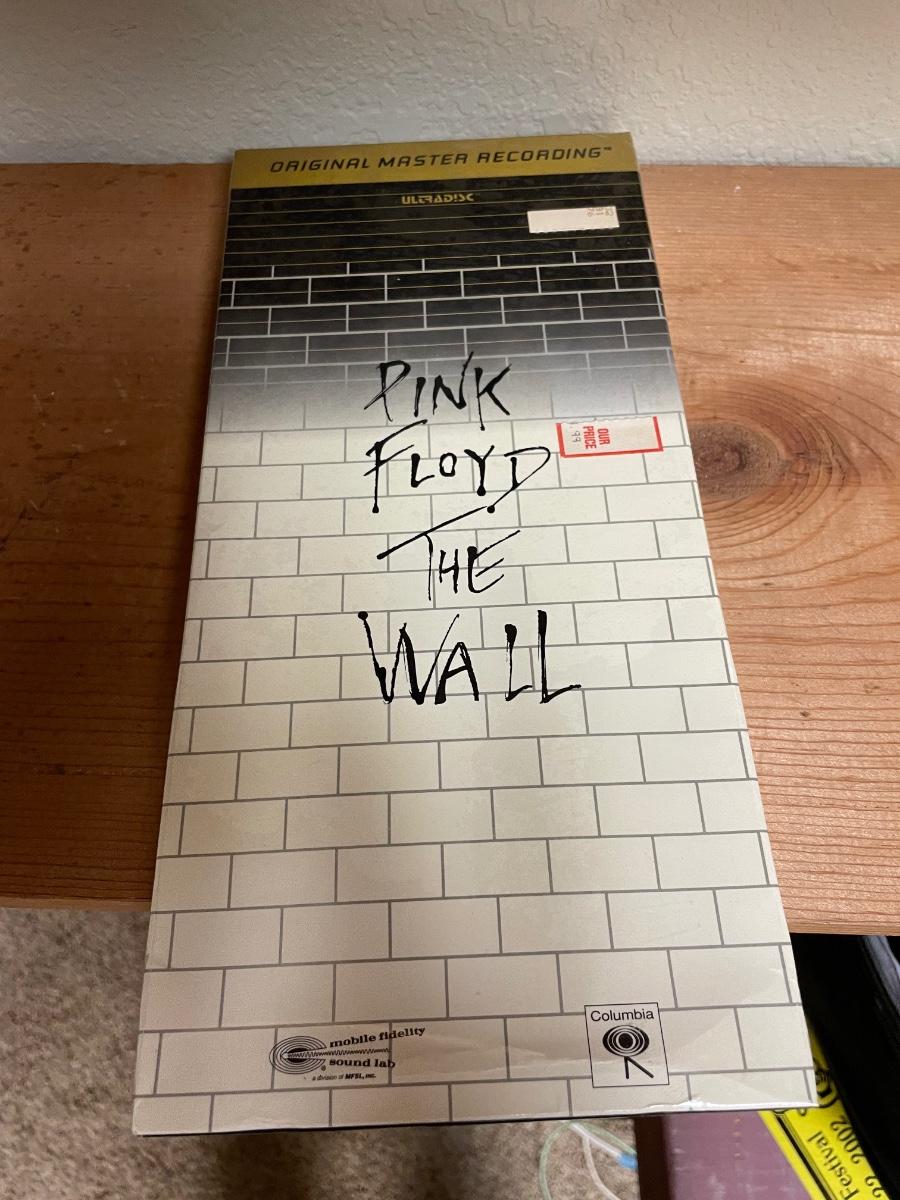 ORIGINAL MASTER RECORDING™
ULTRADISC
PINK
FLOYD
OUR
PRICE
THE
WALL
mobile fidelity
sound lab
a division of MFSL, INC.
Columbia
Festival
2002